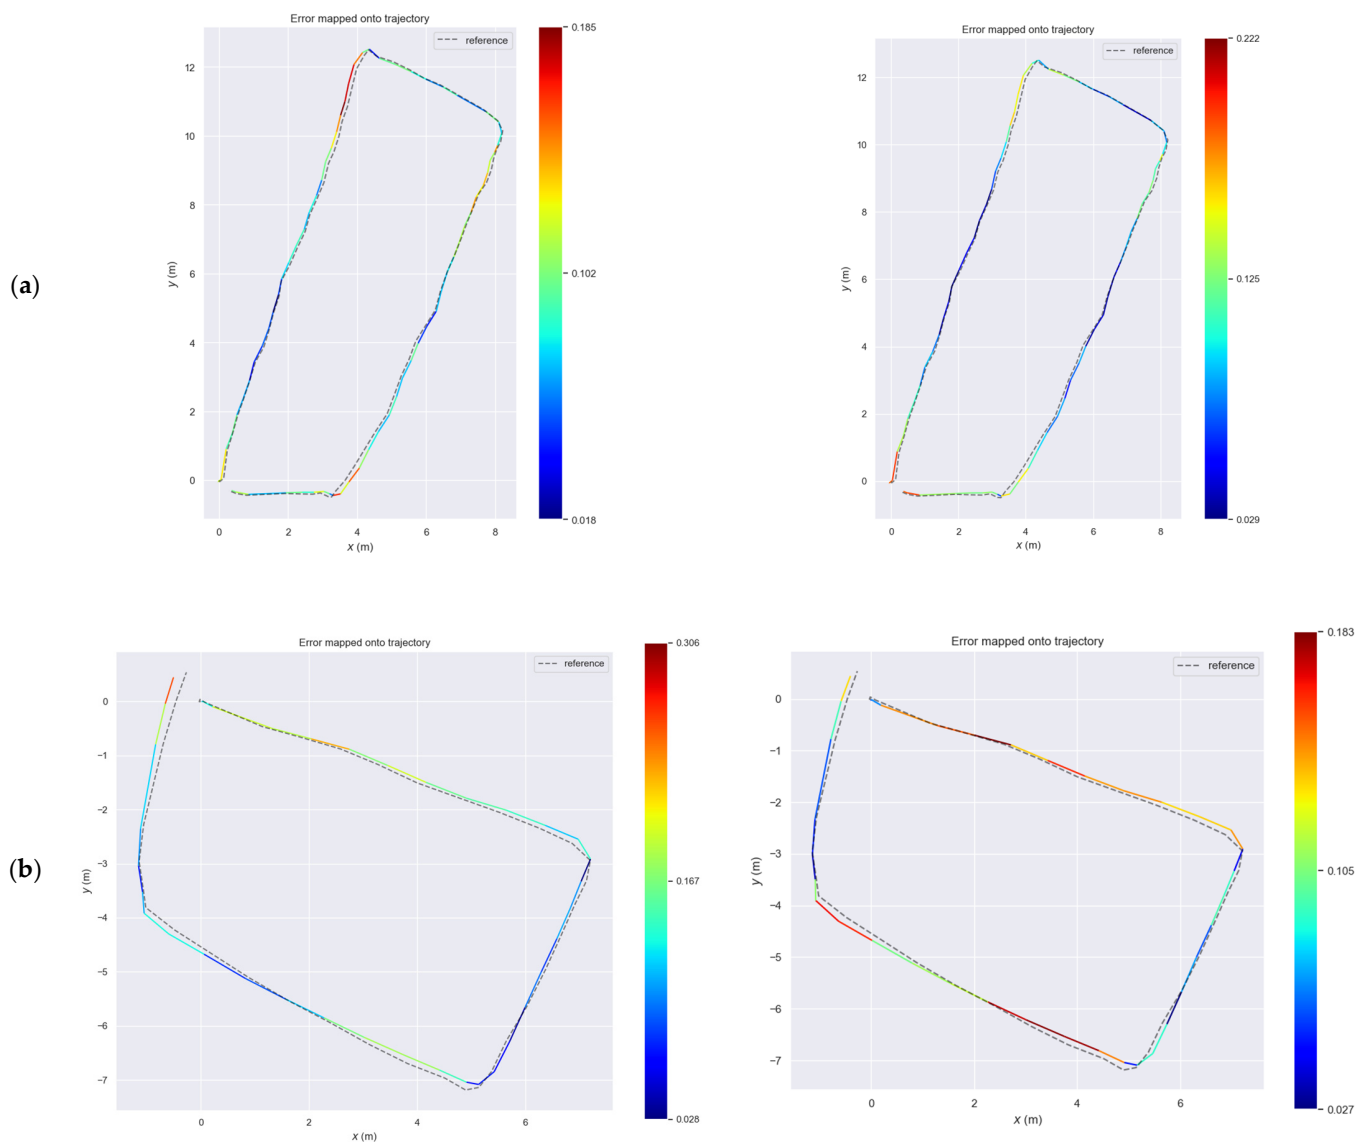 Error mapped onto trajectory
reference
0.185
0.102
0.018
12
10
8
6
4
2
0
y (m)
0 2 4 6 8
x (m)
Error mapped onto trajectory
reference
0.222
0.125
0.029
12
10
8
6
4
2
0
y (m)
0 2 4 6 8
x (m)
(a)
Error mapped onto trajectory
reference
0.306
0.167
0.028
0
−1
−2
−3
−4
−5
−6
−7
y (m)
0 2 4 6
x (m)
Error mapped onto trajectory
reference
0.183
0.105
0.027
0
−1
−2
−3
−4
−5
−6
−7
y (m)
0 2 4 6
x (m)
(b)